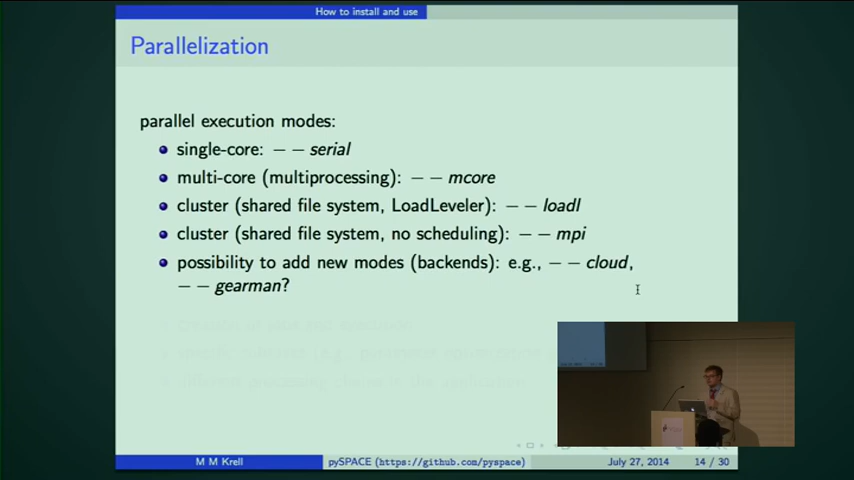 How to install and use
Parallelization
parallel execution modes:
single-core: − − serial
multi-core (multiprocessing): − − mcore
cluster (shared file system, LoadLeveler): − − loadl
cluster (shared file system, no scheduling): − − mpi
possibility to add new modes (backends): e.g., − − cloud,
− − gearman?
M M Krell
pySPACE (https://github.com/pyspace)
July 27, 2014
14 / 30